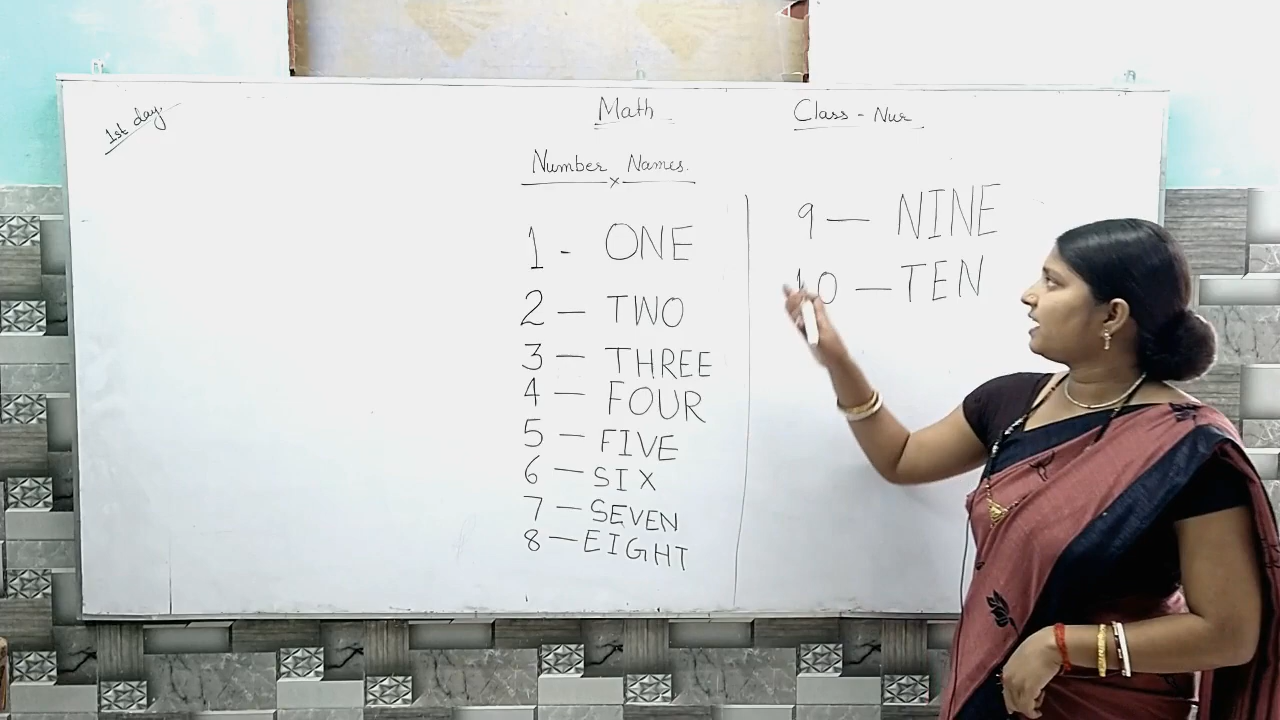 1st day.
Math
Class - Nur
Number Names.
x
1 - ONE
2 — TWO
3 — THREE
4 — FOUR
5 — FIVE
6 — SIX
7 — SEVEN
8 — EIGHT
9 — NINE
10 — TEN